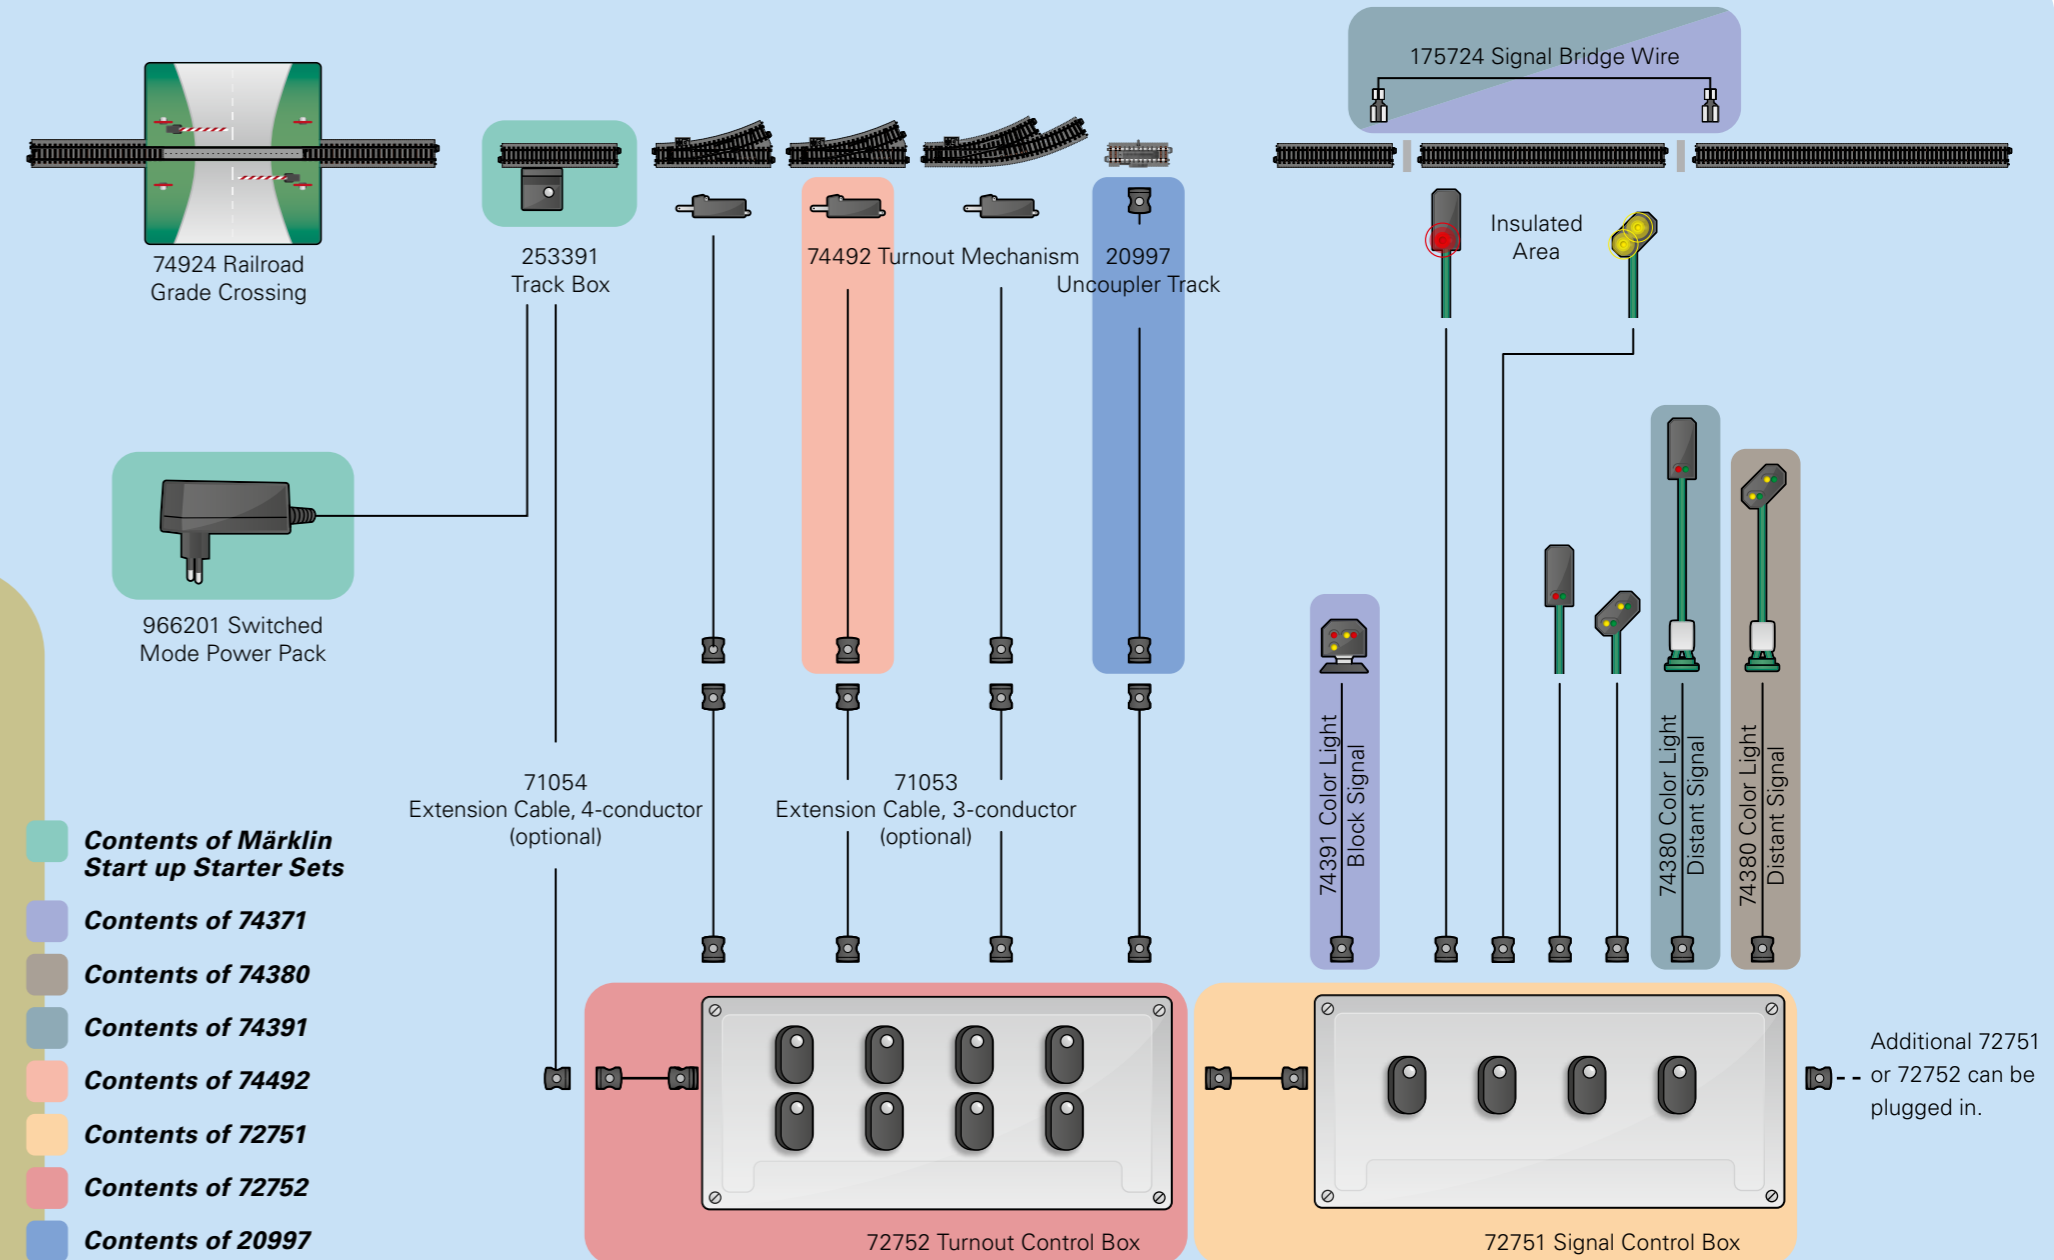 175724 Signal Bridge Wire
74924 Railroad
Grade Crossing
253391
Track Box
74492 Turnout Mechanism
20997
Uncoupler Track
Insulated
Area
966201 Switched
Mode Power Pack
71054
Extension Cable, 4-conductor
(optional)
71053
Extension Cable, 3-conductor
(optional)
74391 Color Light
Block Signal
74380 Color Light
Distant Signal
74380 Color Light
Distant Signal
Contents of Märklin
Start up Starter Sets
Contents of 74371
Contents of 74380
Contents of 74391
Contents of 74492
Contents of 72751
Contents of 72752
Contents of 20997
72752 Turnout Control Box
72751 Signal Control Box
Additional 72751
or 72752 can be
plugged in.